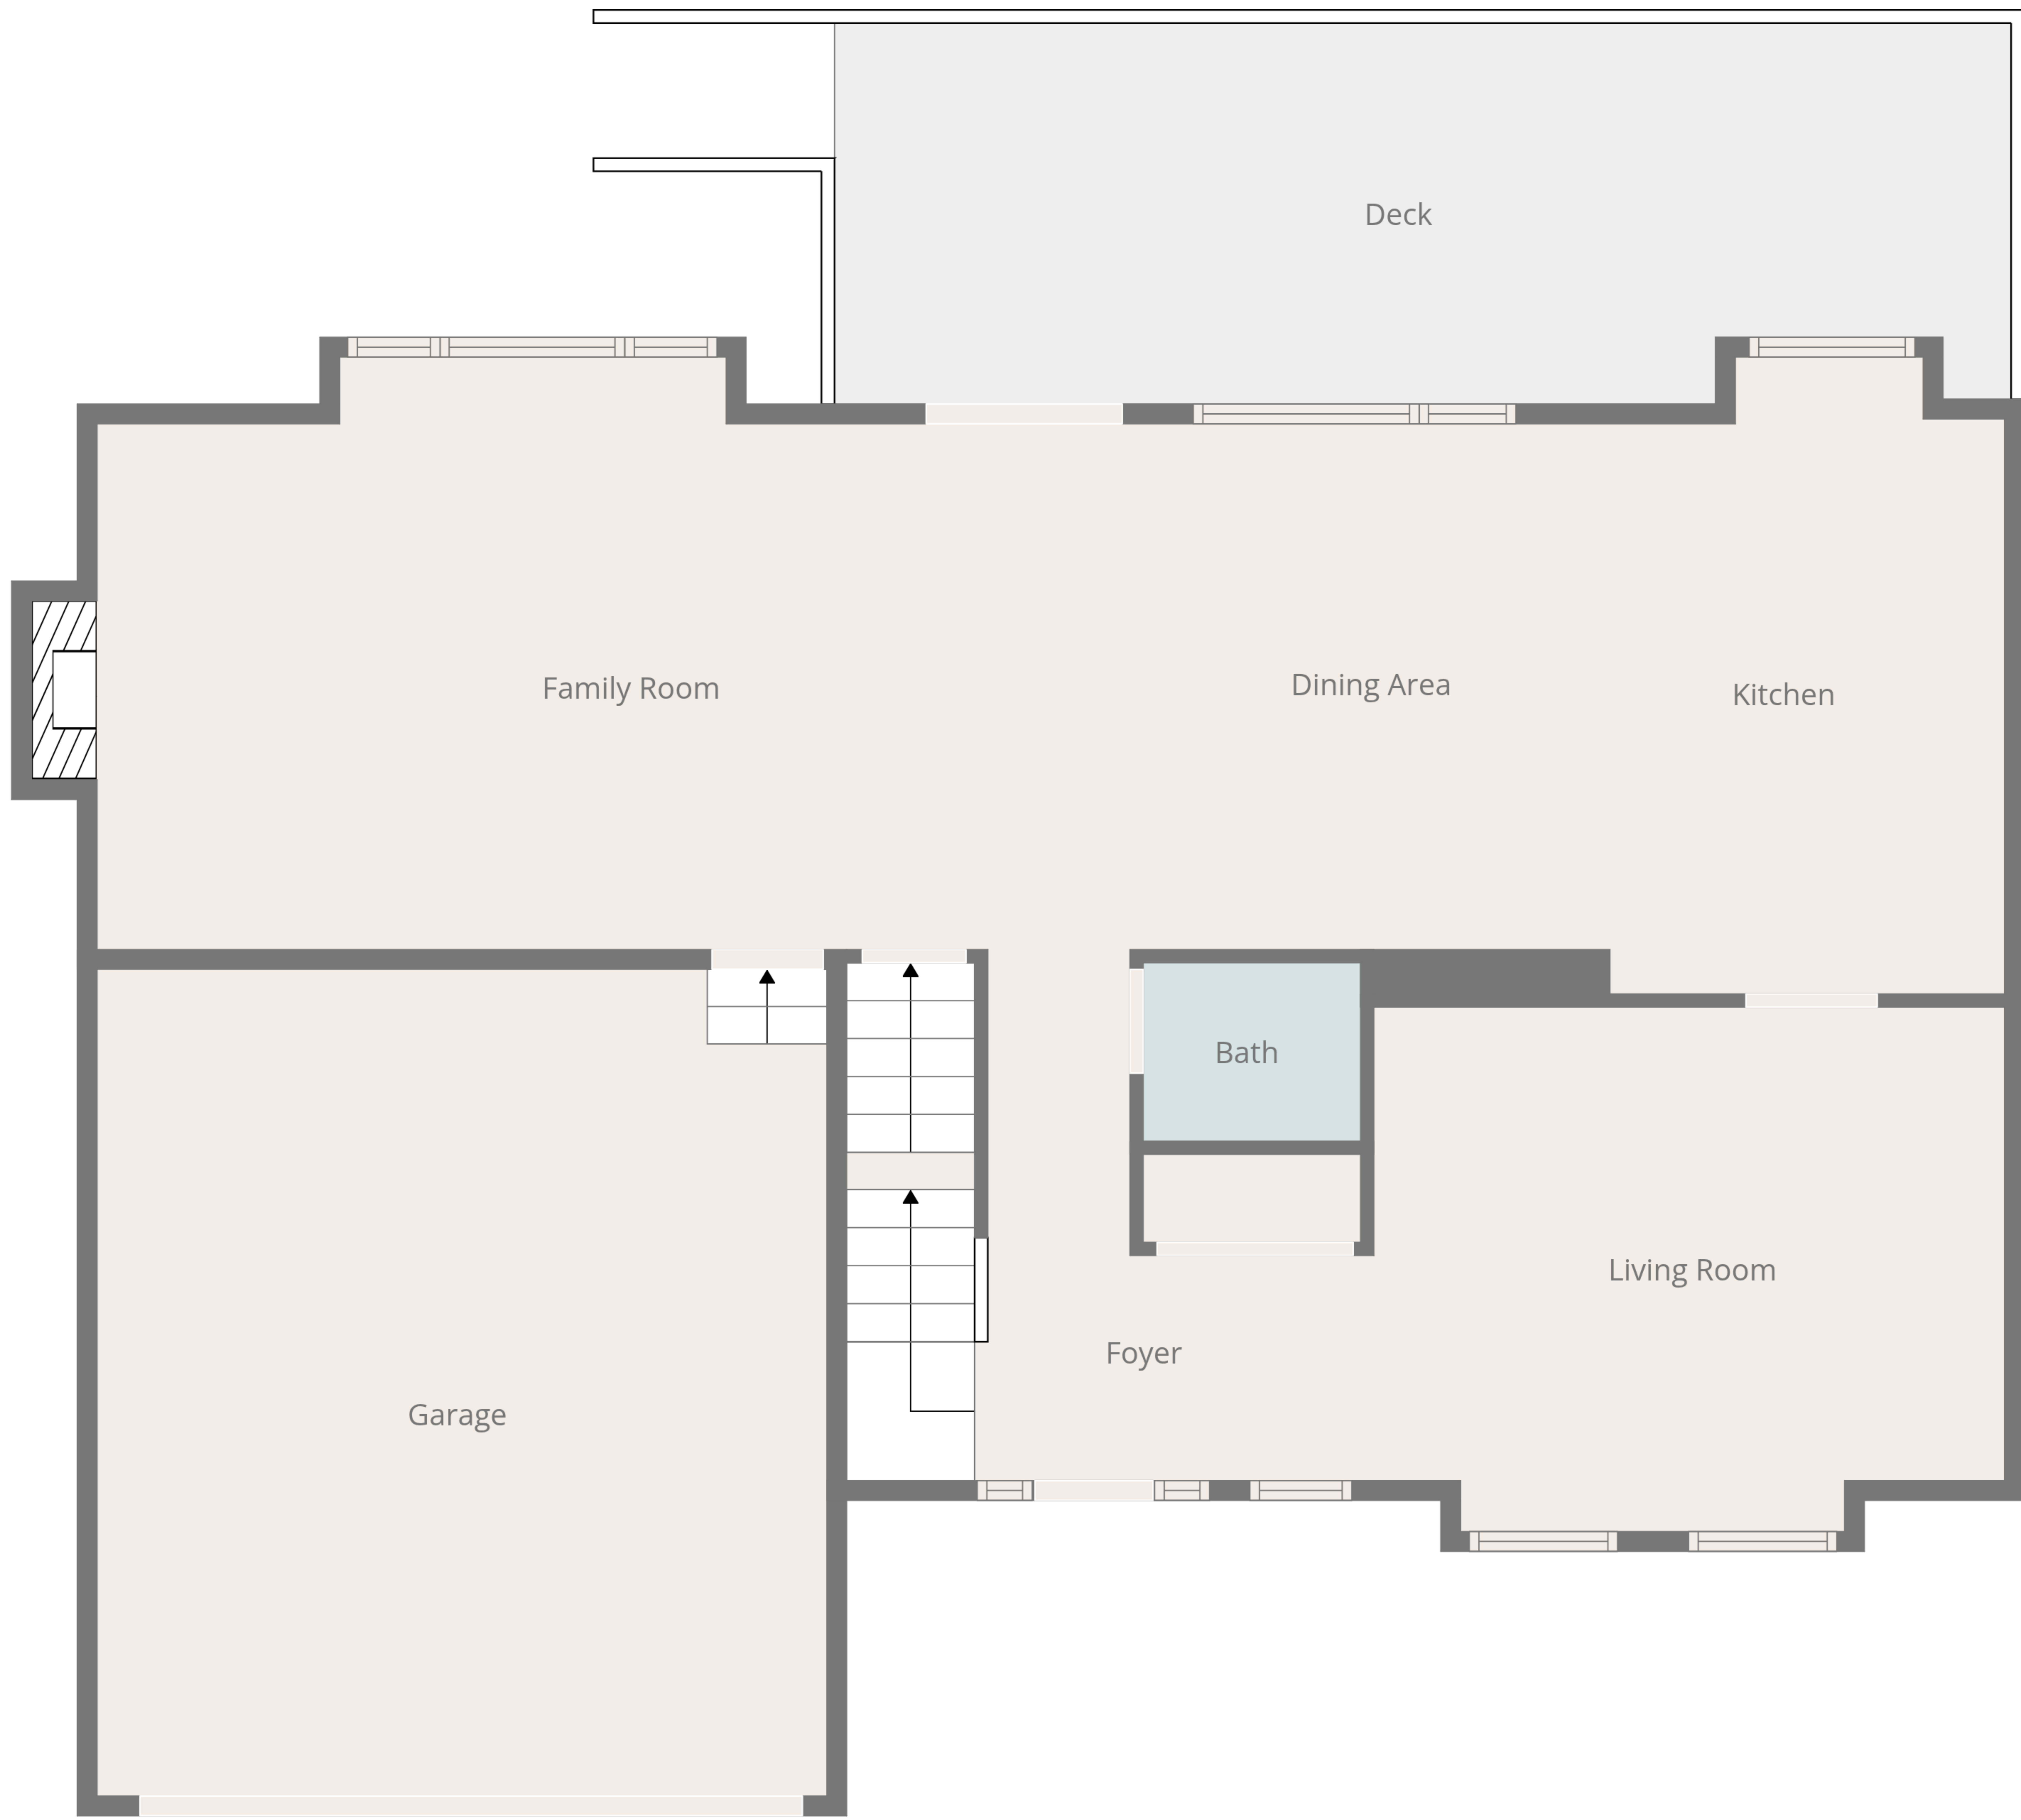 Deck
Family Room
Dining Area
Kitchen
Bath
Living Room
Foyer
Garage